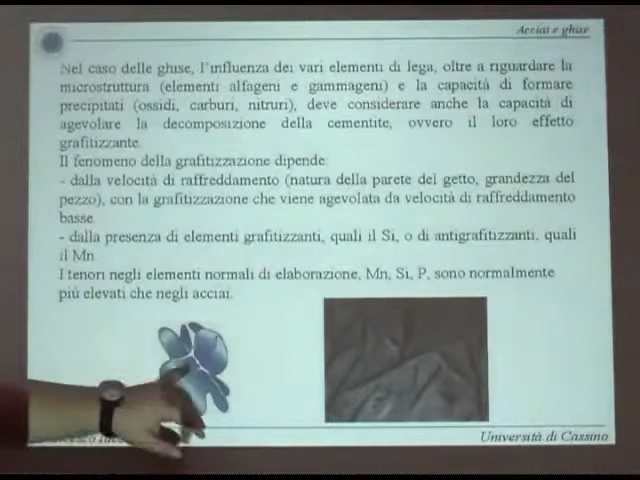 Acciai e ghise
Nel caso delle ghise, l'influenza dei vari elementi di lega, oltre a riguardare la
microstruttura (elementi alfageni e gammageni) e la capacità di formare
precipitati (ossidi, carburi, nitruri), deve considerare anche la capacità di
agevolare la decomposizione della cementite, ovvero il loro effetto
grafitizzante.
Il fenomeno della grafitizzazione dipende
- dalla velocità di raffreddamento (natura della parete del getto, grandezza del
pezzo), con la grafitizzazione che viene agevolata da velocità di raffreddamento
basse.
- dalla presenza di elementi grafitizzanti, quali il Si, o di antigrafitizzanti, quali
il Mn.
I tenori negli elementi normali di elaborazione, Mn, Si, P, sono normalmente
più elevati che negli acciai.
Università di Cassino